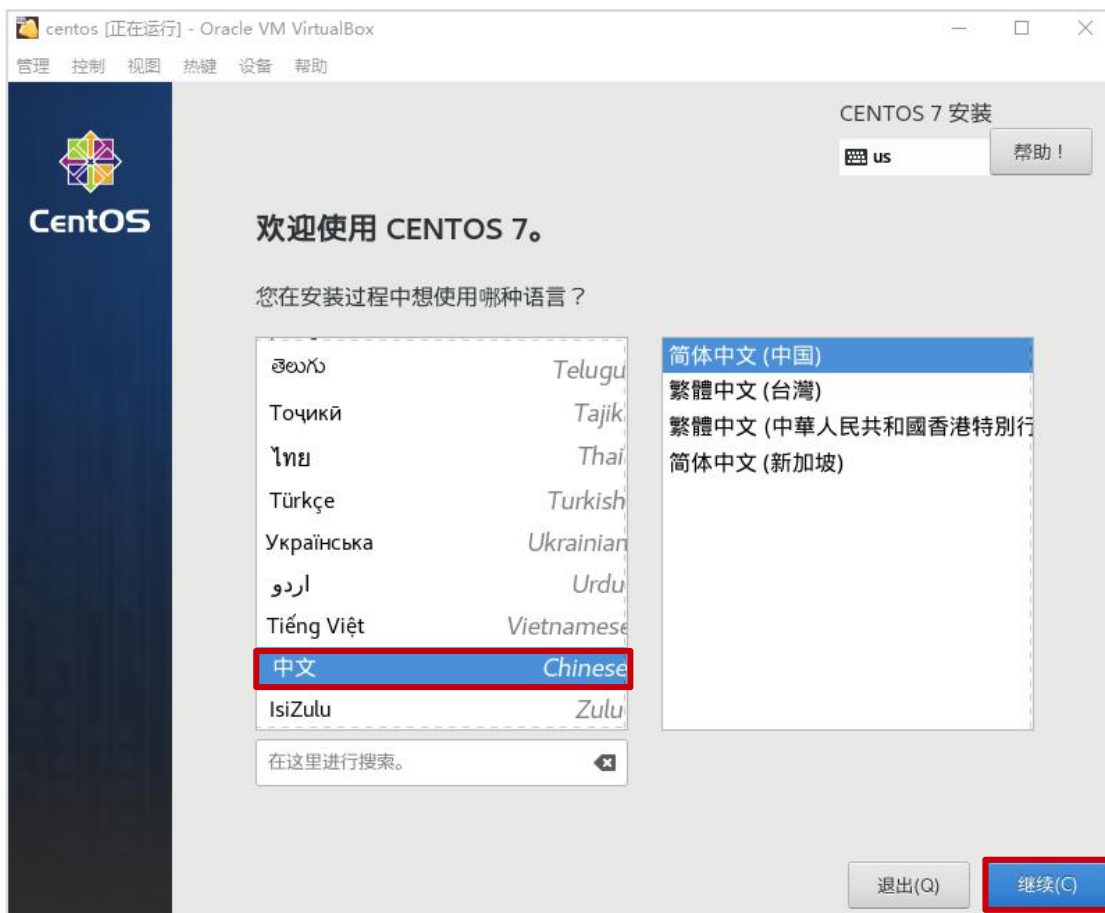 centos [正在运行] - Oracle VM VirtualBox
管理 控制 视图 热键 设备 帮助
CENTOS 7 安装
us
帮助！
CentOS
欢迎使用 CENTOS 7。
您在安装过程中想使用哪种语言？
తెలుగు Telugu
Тоҷикӣ Tajik
ไทย Thai
Türkçe Turkish
Українська Ukrainian
اردو Urdu
Tiếng Việt Vietnamese
中文 Chinese
IsiZulu Zulu
简体中文 (中国)
繁體中文 (台灣)
繁體中文 (中華人民共和國香港特別行
简体中文 (新加坡)
在这里进行搜索。
退出(Q)
继续(C)